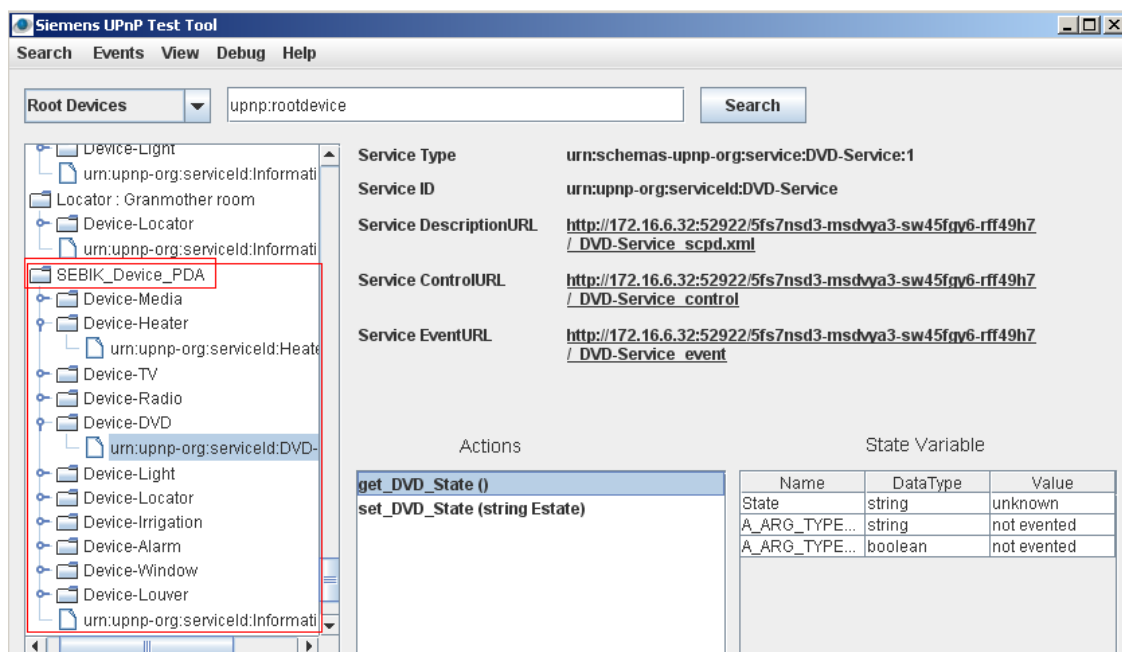 Siemens UPnP Test Tool
Search Events View Debug Help
Root Devices upnp:rootdevice Search
Device-Light
urn:upnp-org:serviceId:Informati
Locator : Granmother room
Device-Locator
urn:upnp-org:serviceId:Informati
SEBIK_Device_PDA
Device-Media
Device-Heater
urn:upnp-org:serviceId:Heate
Device-TV
Device-Radio
Device-DVD
urn:upnp-org:serviceId:DVD-
Device-Light
Device-Locator
Device-Irrigation
Device-Alarm
Device-Window
Device-Louver
urn:upnp-org:serviceId:Informati
Service Type urn:schemas-upnp-org:service:DVD-Service:1
Service ID urn:upnp-org:serviceId:DVD-Service
Service DescriptionURL http://172.16.6.32:52922/5fs7nsd3-msdvya3-sw45fgy6-rff49h7
/_DVD-Service_scpd.xml
Service ControlURL http://172.16.6.32:52922/5fs7nsd3-msdvya3-sw45fgy6-rff49h7
/_DVD-Service_control
Service EventURL http://172.16.6.32:52922/5fs7nsd3-msdvya3-sw45fgy6-rff49h7
/_DVD-Service_event
Actions
get_DVD_State ()
set_DVD_State (string Estate)
State Variable
Name DataType Value
State string unknown
A_ARG_TYPE... string not evented
A_ARG_TYPE... boolean not evented